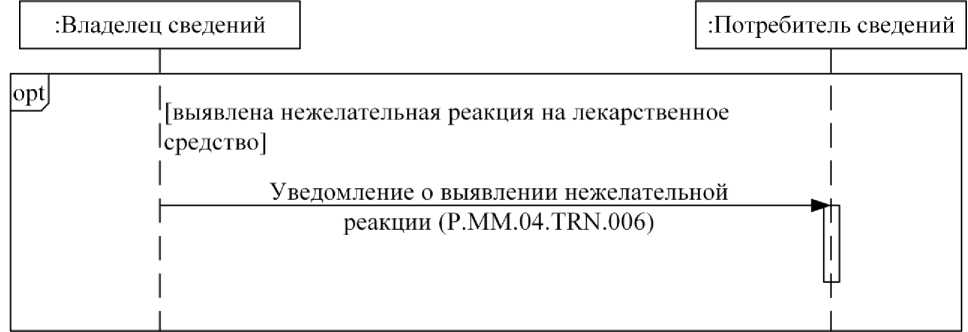 :Владелец сведений
:Потребитель сведений
opt
[выявлена нежелательная реакция на лекарственное
средство]
Уведомление о выявлении нежелательной
реакции (P.MM.04.TRN.006)